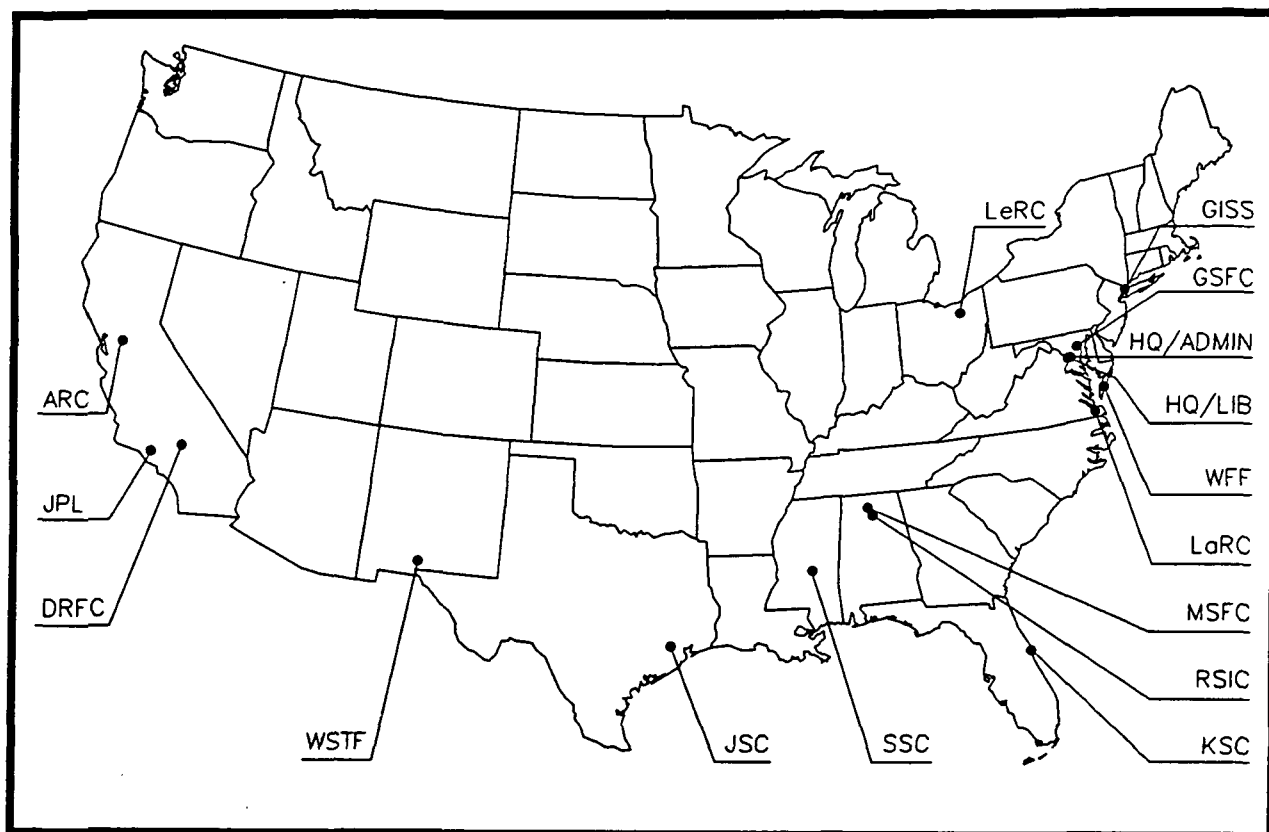 LeRC
GISS
GSFC
HQ/ADMIN
HQ/LIB
ARC
WFF
JPL
LaRC
DRFC
MSFC
RSIC
WSTF
JSC
SSC
KSC